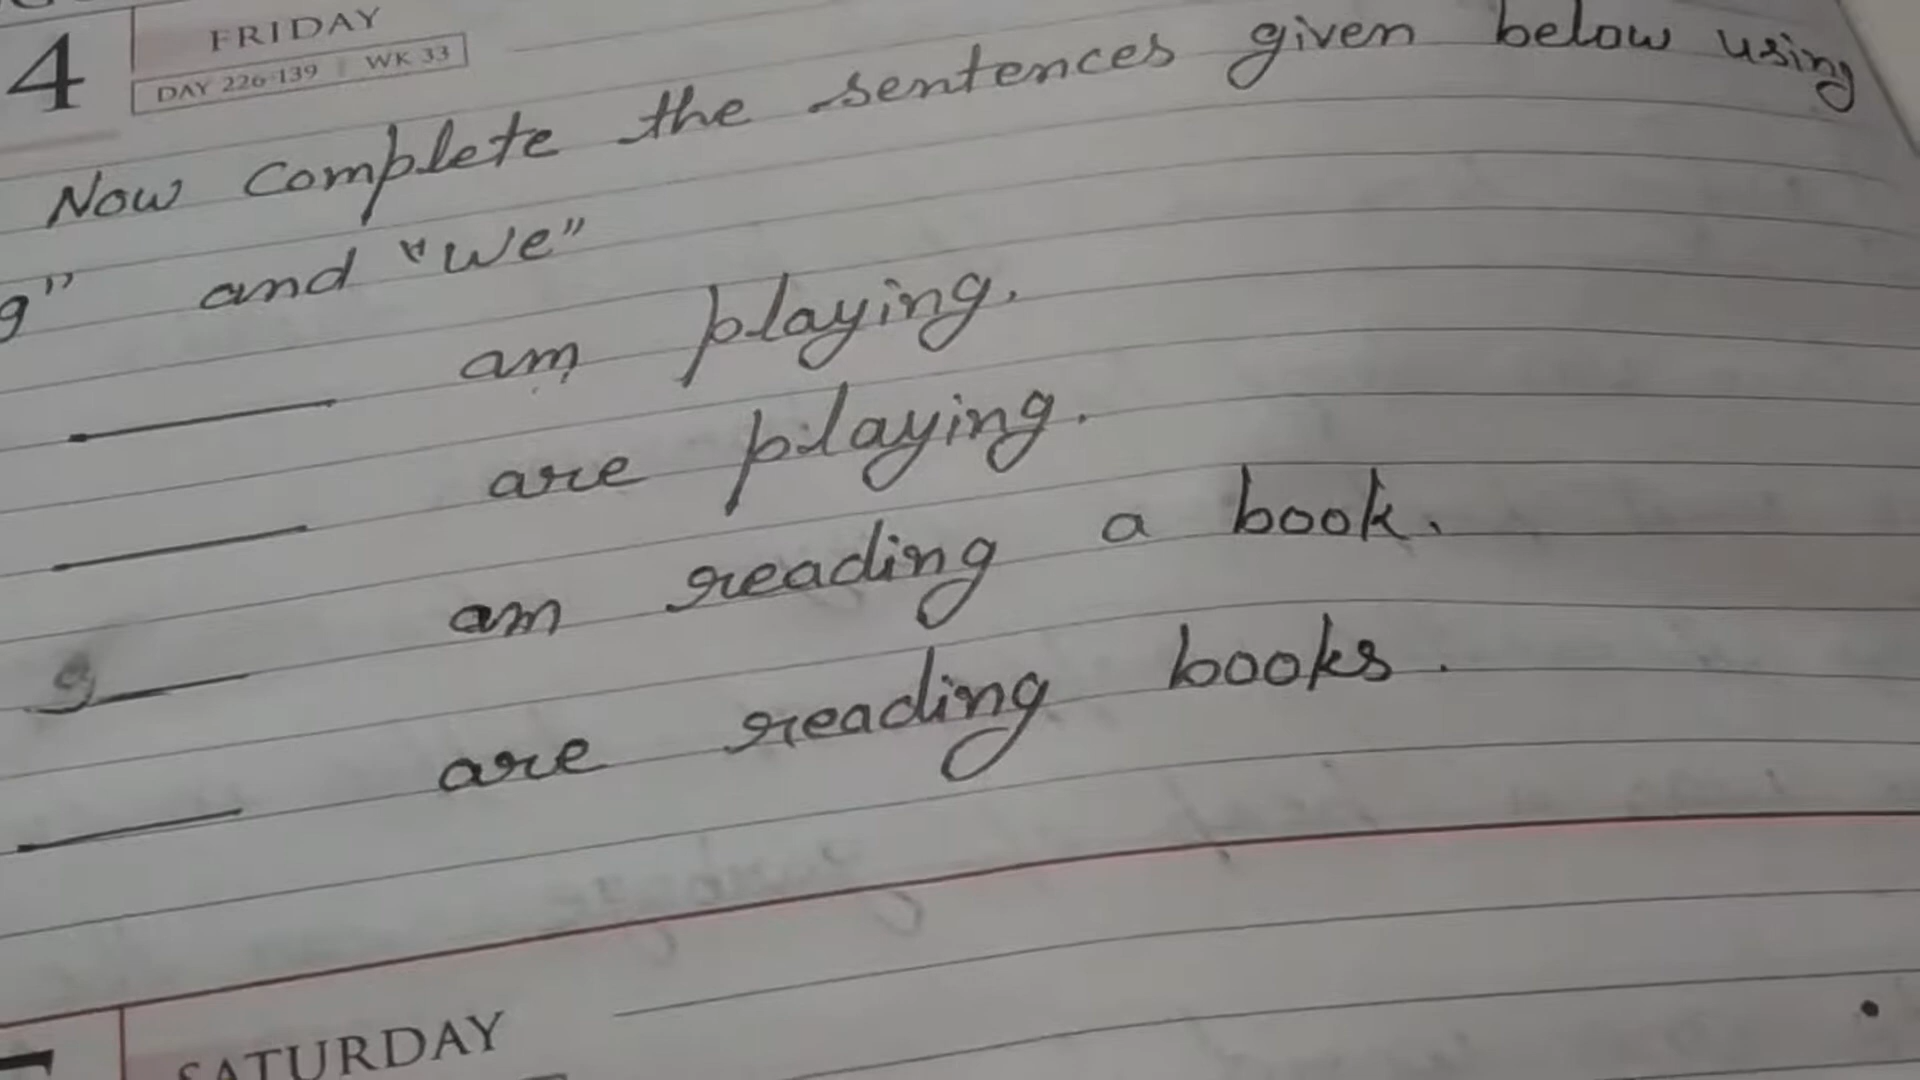 4 FRIDAY
DAY 226-139 | WK 33
Now complete the sentences given below using
g" and "we"
____ am playing.
____ are playing.
____ am reading a book.
____ are reading books.
SATURDAY